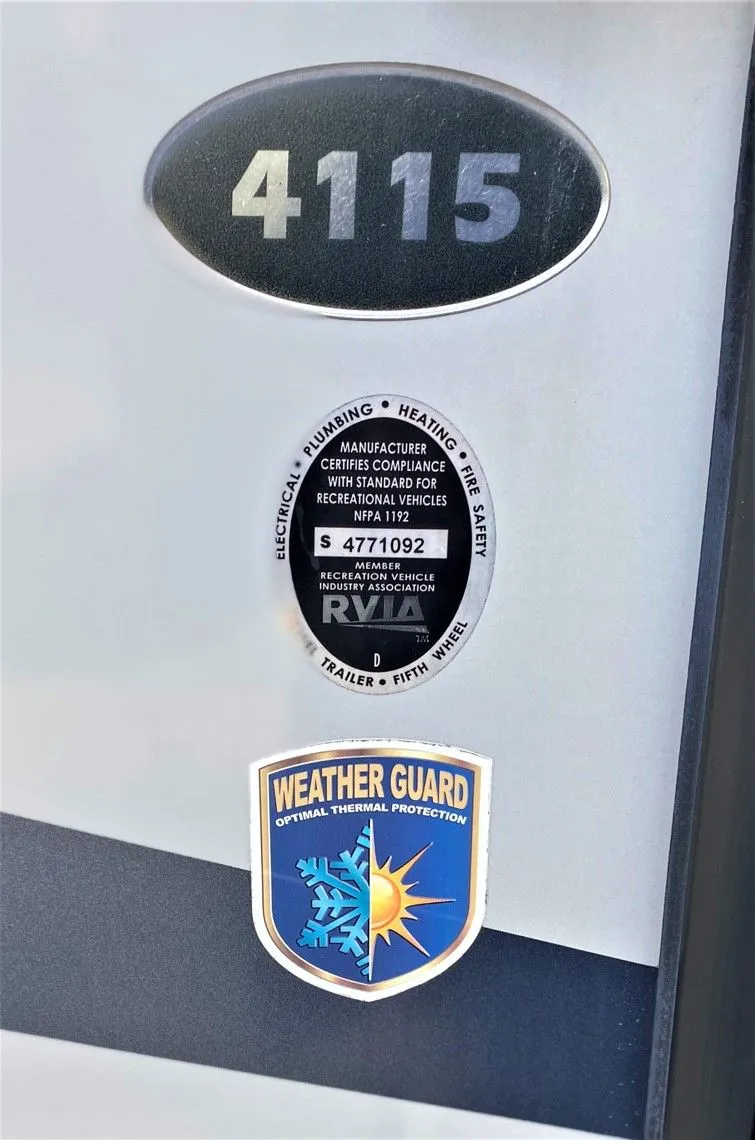 4115
ELECTRICAL • PLUMBING • HEATING • FIRE SAFETY
MANUFACTURER
CERTIFIES COMPLIANCE
WITH STANDARD FOR
RECREATIONAL VEHICLES
NFPA 1192
S 4771092
MEMBER
RECREATION VEHICLE
INDUSTRY ASSOCIATION
RVIA
TM
D
TRAILER • FIFTH WHEEL
WEATHER GUARD
OPTIMAL THERMAL PROTECTION